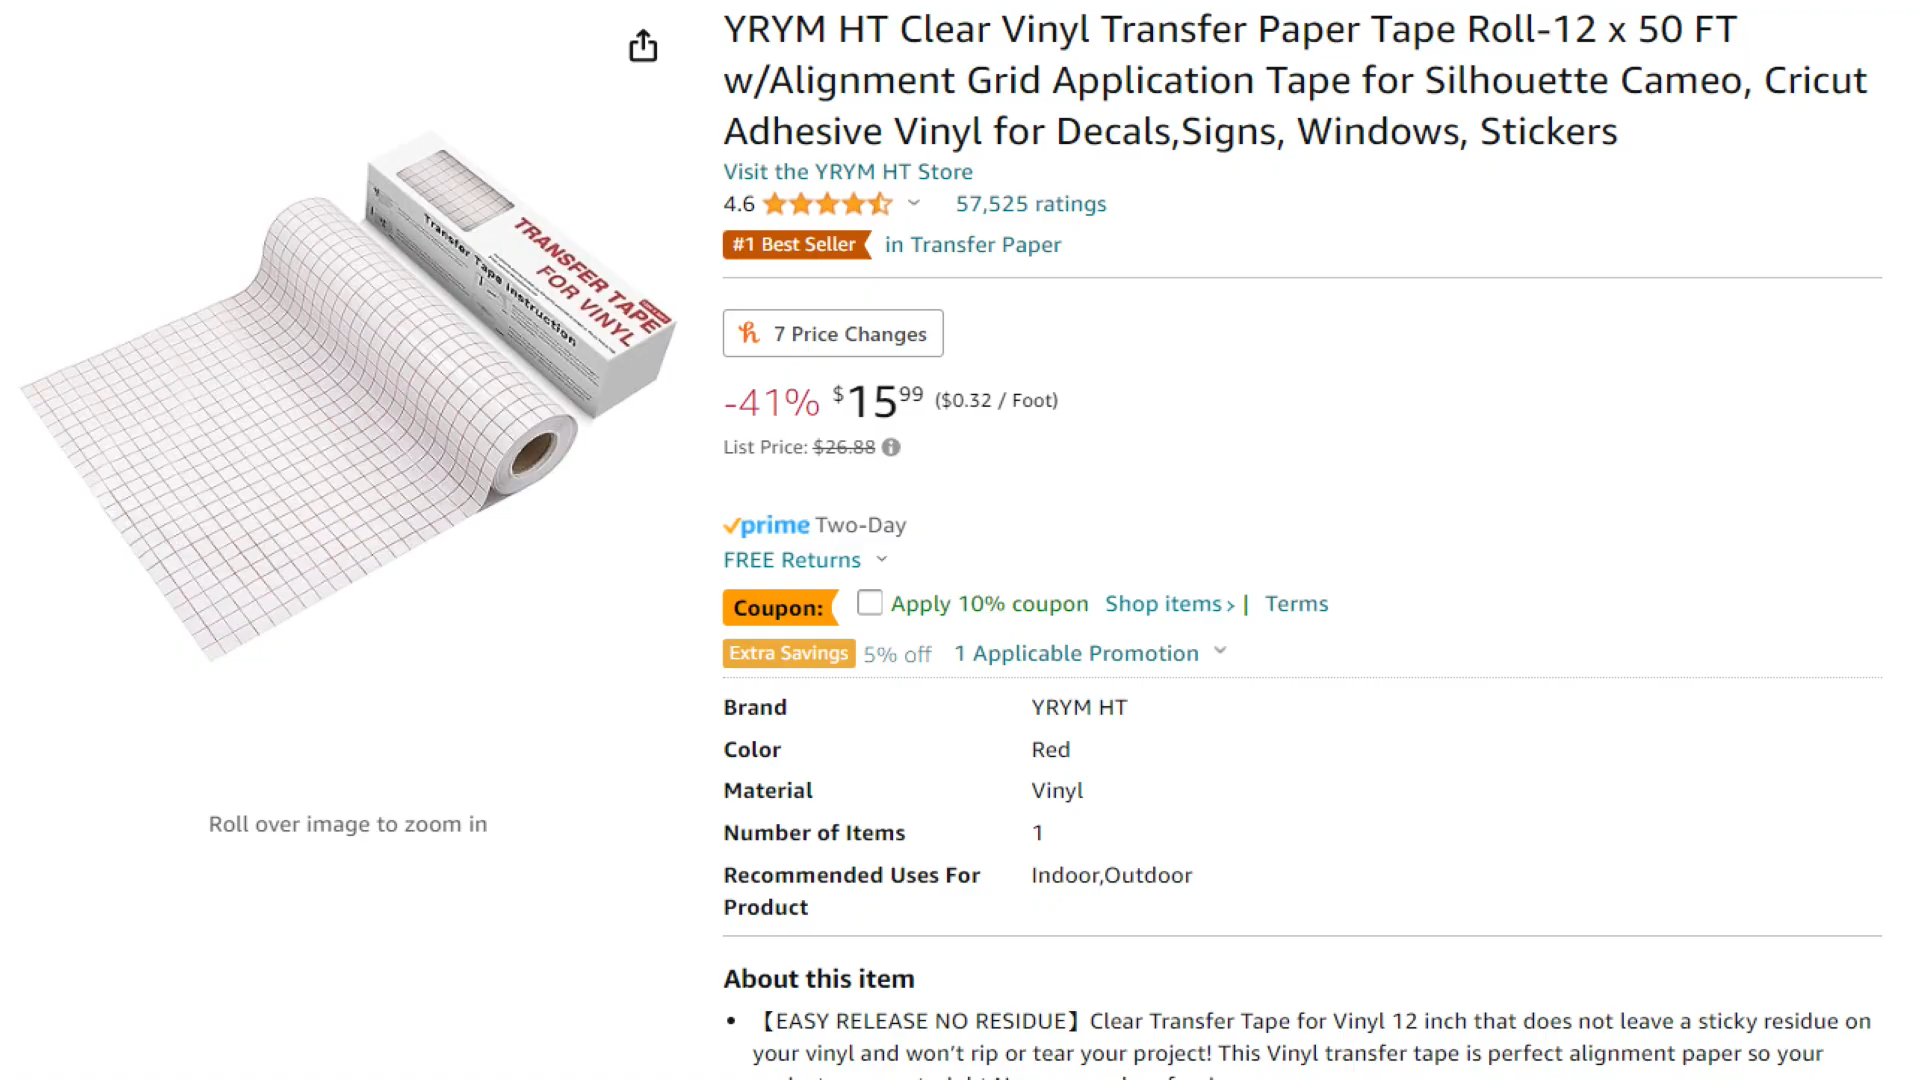 YRYM HT Clear Vinyl Transfer Paper Tape Roll-12 x 50 FT
w/Alignment Grid Application Tape for Silhouette Cameo, Cricut
Adhesive Vinyl for Decals,Signs, Windows, Stickers
Visit the YRYM HT Store
4.6 57,525 ratings
#1 Best Seller in Transfer Paper
7 Price Changes
-41% $15.99 ($0.32 / Foot)
List Price: $26.88
prime Two-Day
FREE Returns
Coupon: Apply 10% coupon Shop items › | Terms
Extra Savings 5% off 1 Applicable Promotion
Brand YRYM HT
Color Red
Material Vinyl
Number of Items 1
Recommended Uses For Indoor,Outdoor
Product
About this item
• 【EASY RELEASE NO RESIDUE】Clear Transfer Tape for Vinyl 12 inch that does not leave a sticky residue on
your vinyl and won’t rip or tear your project! This Vinyl transfer tape is perfect alignment paper so your
TRANSFER TAPE
FOR VINYL
Transfer Tape Instruction
Roll over image to zoom in